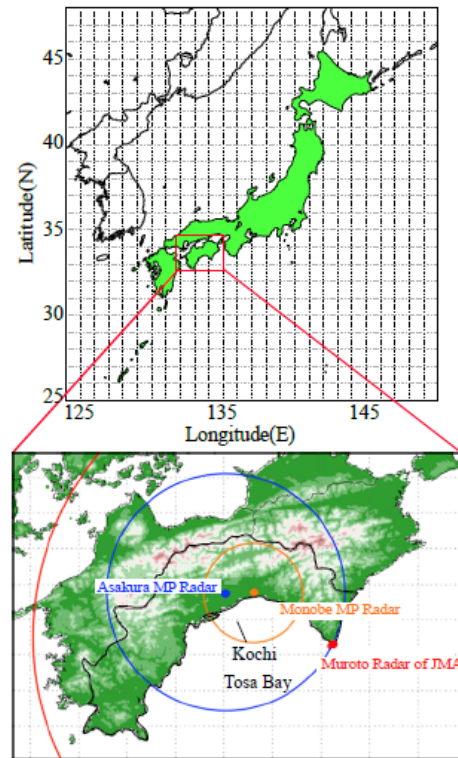 45
40
Latitude(N)
35
30
25
125
135
145
Longitude(E)
Asakura MP Radar
Monobe MP Radar
Kochi
Muroto Radar of JMA
Tosa Bay